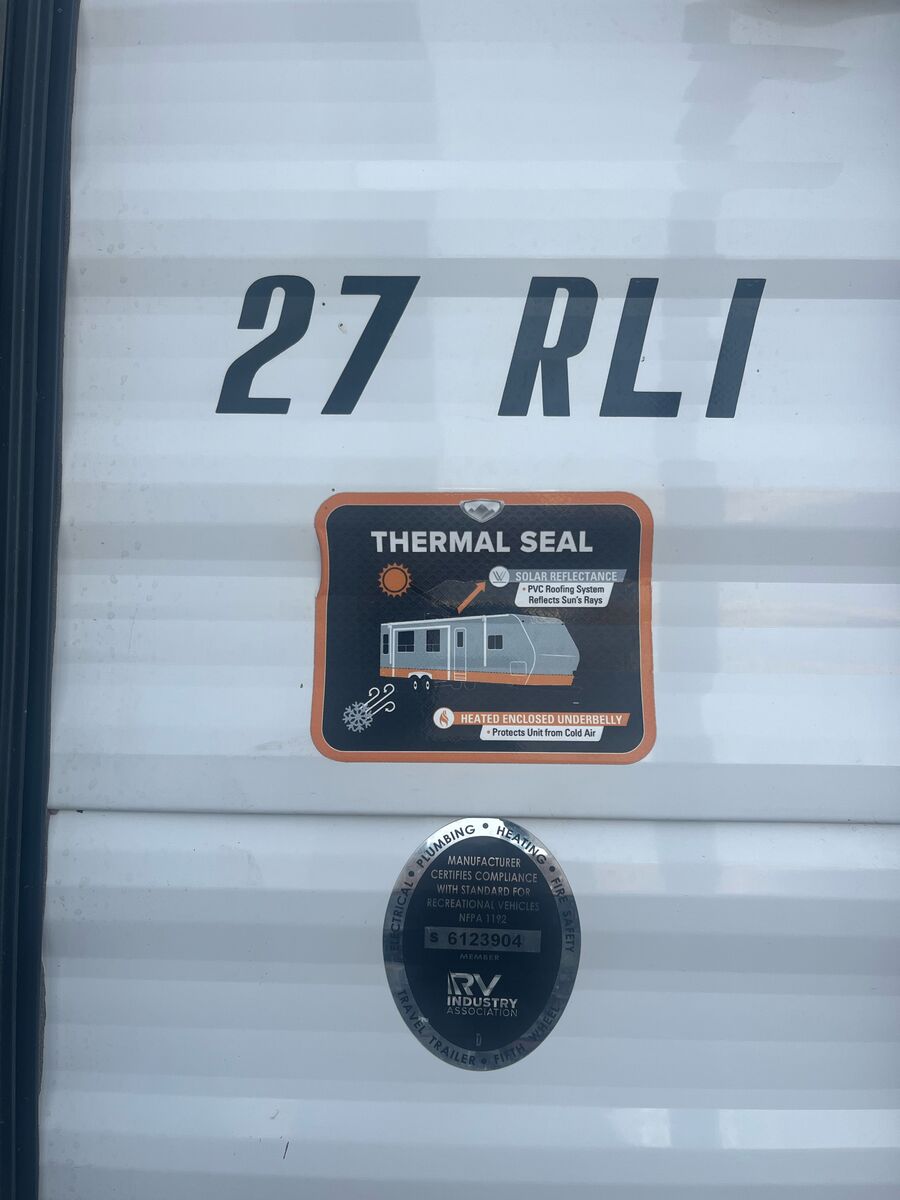 27 RLI
THERMAL SEAL
SOLAR REFLECTANCE
• PVC Roofing System
Reflects Sun's Rays
HEATED ENCLOSED UNDERBELLY
• Protects Unit from Cold Air
ELECTRICAL • PLUMBING • HEATING • FIRE SAFETY
MANUFACTURER
CERTIFIES COMPLIANCE
WITH STANDARD FOR
RECREATIONAL VEHICLES
NFPA 1192
S 6123904
MEMBER
RV
INDUSTRY
ASSOCIATION
D
TRAVEL TRAILER • FIFTH WHEEL